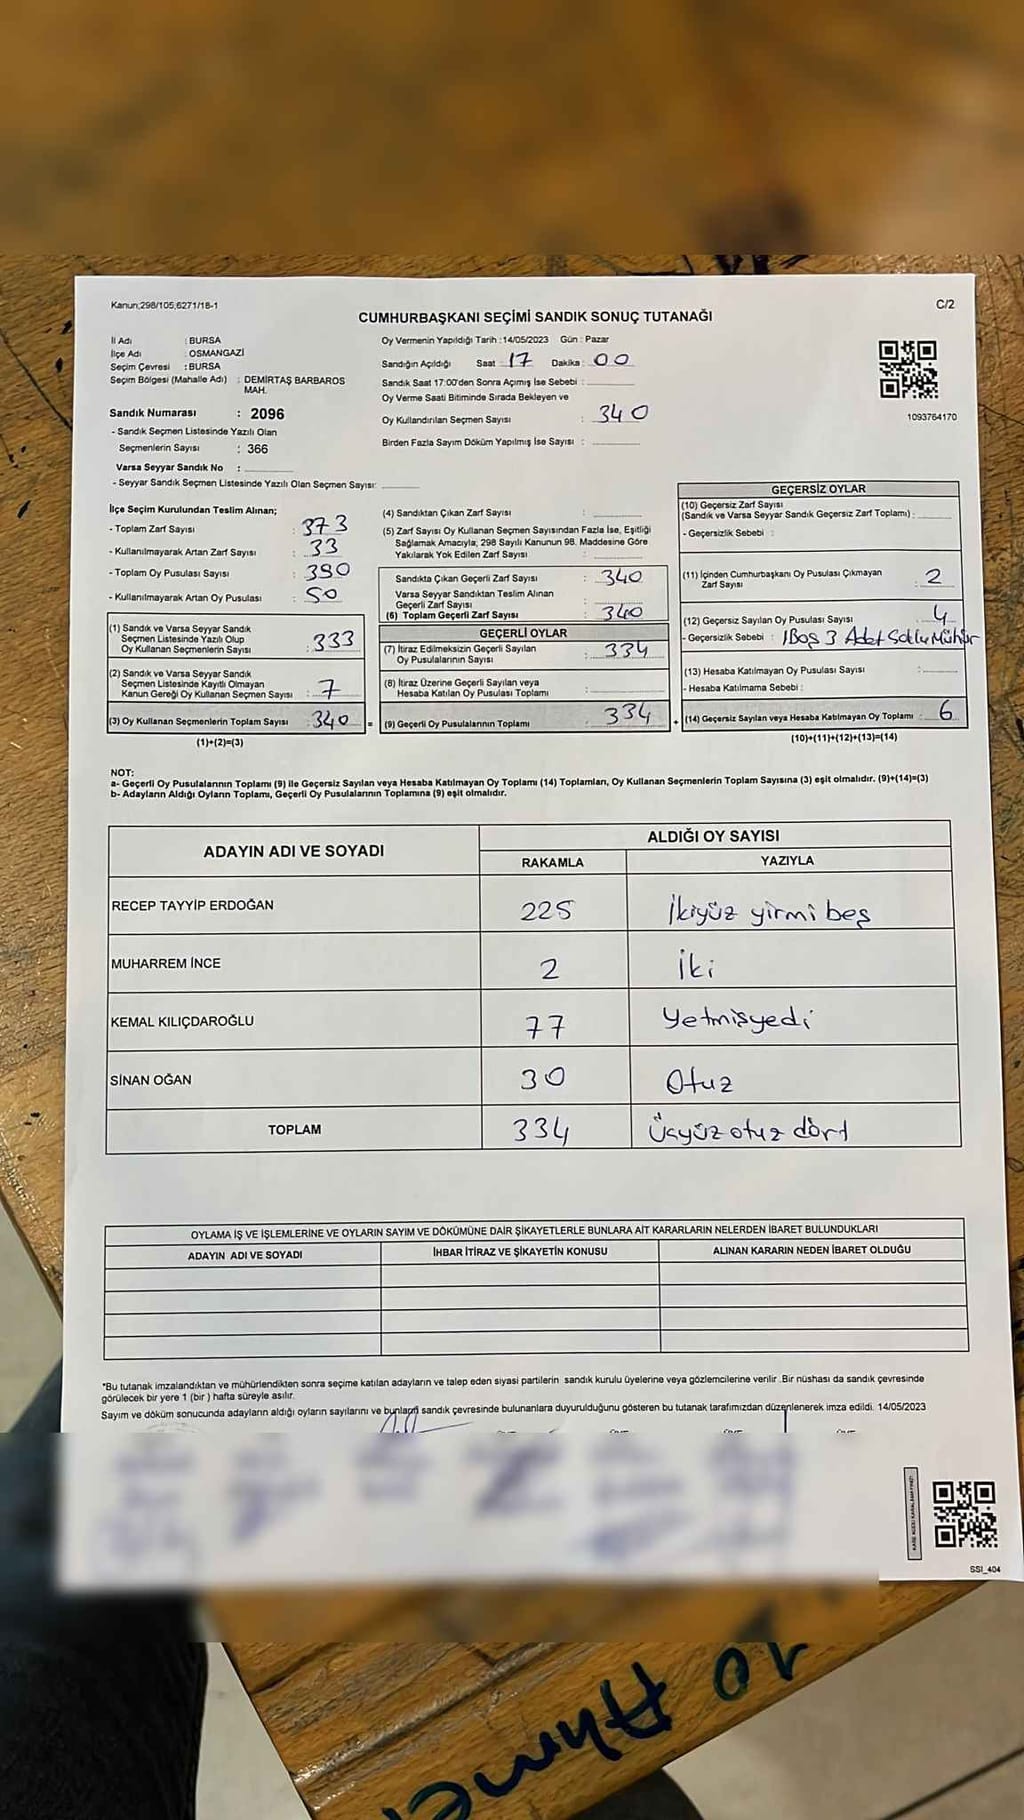 Kanun;298/105,6271/18-1
C/2
CUMHURBAŞKANI SEÇİMİ SANDIK SONUÇ TUTANAĞI
İl Adı : BURSA
İlçe Adı : OSMANGAZİ
Seçim Çevresi : BURSA
Seçim Bölgesi (Mahalle Adı) : DEMİRTAŞ BARBAROS
MAH.
Sandık Numarası : 2096
- Sandık Seçmen Listesinde Yazılı Olan
Seçmenlerin Sayısı : 366
Varsa Seyyar Sandık No :
- Seyyar Sandık Seçmen Listesinde Yazılı Olan Seçmen Sayısı:
Oy Vermenin Yapıldığı Tarih : 14/05/2023 Gün : Pazar
Sandığın Açıldığı Saat : 17 Dakika : 00
Sandık Saat 17:00'den Sonra Açımış İse Sebebi :
Oy Verme Saati Bitiminde Sırada Bekleyen ve
Oy Kullandırılan Seçmen Sayısı : 340
Birden Fazla Sayım Döküm Yapılmış İse Sayısı :
1093764170
İlçe Seçim Kurulundan Teslim Alınan;
- Toplam Zarf Sayısı : 373
- Kullanılmayarak Artan Zarf Sayısı : 33
- Toplam Oy Pusulası Sayısı : 390
- Kullanılmayarak Artan Oy Pusulası : 50
(1) Sandık ve Varsa Seyyar Sandık
Seçmen Listesinde Yazılı Olup
Oy Kullanan Seçmenlerin Sayısı : 333
(2) Sandık ve Varsa Seyyar Sandık
Seçmen Listesinde Kayıtlı Olmayan
Kanun Gereği Oy Kullanan Seçmen Sayısı : 7
(3) Oy Kullanan Seçmenlerin Toplam Sayısı : 340 =
(1)+(2)=(3)
(4) Sandıktan Çıkan Zarf Sayısı :
(5) Zarf Sayısı Oy Kullanan Seçmen Sayısından Fazla İse, Eşitliği
Sağlamak Amacıyla; 298 Sayılı Kanunun 98. Maddesine Göre
Yakılarak Yok Edilen Zarf Sayısı :
Sandıkta Çıkan Geçerli Zarf Sayısı : 340
Varsa Seyyar Sandıktan Teslim Alınan
Geçerli Zarf Sayısı :
(6) Toplam Geçerli Zarf Sayısı : 340
GEÇERLİ OYLAR
(7) İtiraz Edilmeksizin Geçerli Sayılan
Oy Pusulalarının Sayısı : 334
(8) İtiraz Üzerine Geçerli Sayılan veya
Hesaba Katılan Oy Pusulası Toplamı :
(9) Geçerli Oy Pusulalarının Toplamı : 334 +
GEÇERSİZ OYLAR
(10) Geçersiz Zarf Sayısı
(Sandık ve Varsa Seyyar Sandık Geçersiz Zarf Toplamı) :
- Geçersizlik Sebebi :
(11) İçinden Cumhurbaşkanı Oy Pusulası Çıkmayan
Zarf Sayısı : 2
(12) Geçersiz Sayılan Oy Pusulası Sayısı : 4
- Geçersizlik Sebebi : 1 Boş 3 Adet Mühür
(13) Hesaba Katılmayan Oy Pusulası Sayısı :
- Hesaba Katılmama Sebebi :
(14) Geçersiz Sayılan veya Hesaba Katılmayan Oy Toplamı : 6
(10)+(11)+(12)+(13)=(14)
NOT:
a- Geçerli Oy Pusulalarının Toplamı (9) ile Geçersiz Sayılan veya Hesaba Katılmayan Oy Toplamı (14) Toplamları, Oy Kullanan Seçmenlerin Toplam Sayısına (3) eşit olmalıdır. (9)+(14)=(3)
b- Adayların Aldığı Oyların Toplamı, Geçerli Oy Pusulalarının Toplamına (9) eşit olmalıdır.
ADAYIN ADI VE SOYADI
ALDIĞI OY SAYISI
RAKAMLA YAZIYLA
RECEP TAYYİP ERDOĞAN 225 İkiyüz yirmi beş
MUHARREM İNCE 2 İki
KEMAL KILIÇDAROĞLU 77 Yetmişyedi
SİNAN OĞAN 30 Otuz
TOPLAM 334 Üçyüz otuz dört
OYLAMA İŞ VE İŞLEMLERİNE VE OYLARIN SAYIM VE DÖKÜMÜNE DAİR ŞİKAYETLERLE BUNLARA AİT KARARLARIN NELERDEN İBARET BULUNDUKLARI
ADAYIN ADI VE SOYADI İHBAR İTİRAZ VE ŞİKAYETİN KONUSU ALINAN KARARIN NEDEN İBARET OLDUĞU
*Bu tutanak imzalandıktan ve mühürlendikten sonra seçime katılan adayların ve talep eden siyasi partilerin sandık kurulu üyelerine veya gözlemcilerine verilir .Bir nüshası da sandık çevresinde
görülecek bir yere 1 (bir ) hafta süreyle asılır.
Sayım ve döküm sonucunda adayların aldığı oyların sayılarını ve bunların sandık çevresinde bulunanlara duyurulduğunu gösteren bu tutanak tarafımızdan düzenlenerek imza edildi. 14/05/2023
SSI_404